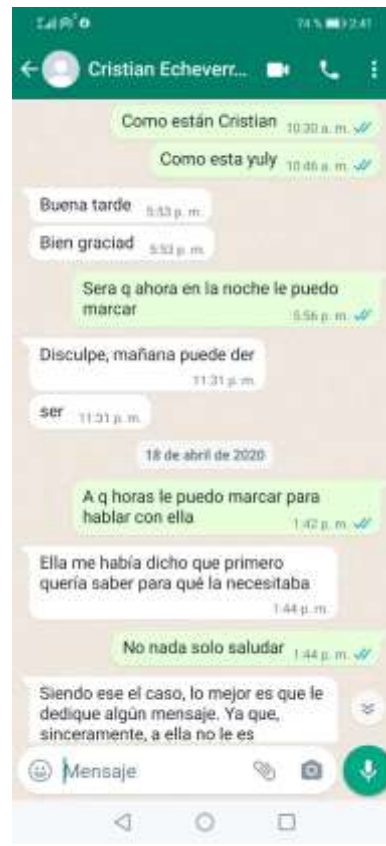 74 % 2:41
Cristian Echeverr...
Como están Cristian 10:30 a. m.
Como esta yuly 10:46 a. m.
Buena tarde 5:53 p. m.
Bien graciad 5:53 p. m.
Sera q ahora en la noche le puedo
marcar 5:56 p. m.
Disculpe, mañana puede der
11:31 p. m.
ser 11:31 p. m.
18 de abril de 2020
A q horas le puedo marcar para
hablar con ella 1:42 p. m.
Ella me había dicho que primero
quería saber para qué la necesitaba
1:44 p. m.
No nada solo saludar 1:44 p. m.
Siendo ese el caso, lo mejor es que le
dedique algún mensaje. Ya que,
sinceramente, a ella no le es
Mensaje